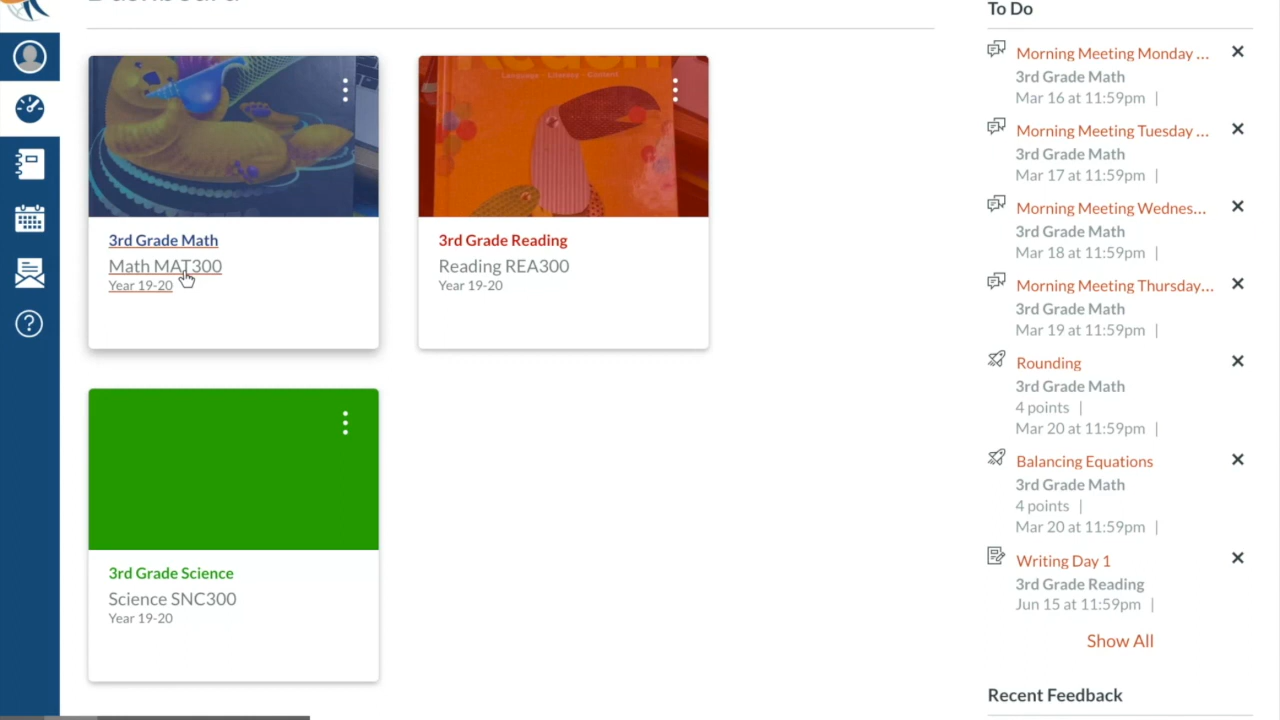 Dashboard
Reach
Language • Literacy • Content
3rd Grade Math
Math MAT300
Year 19-20
3rd Grade Reading
Reading REA300
Year 19-20
3rd Grade Science
Science SNC300
Year 19-20
To Do
Morning Meeting Monday ...
3rd Grade Math
Mar 16 at 11:59pm |
Morning Meeting Tuesday ...
3rd Grade Math
Mar 17 at 11:59pm |
Morning Meeting Wednes...
3rd Grade Math
Mar 18 at 11:59pm |
Morning Meeting Thursday...
3rd Grade Math
Mar 19 at 11:59pm |
Rounding
3rd Grade Math
4 points |
Mar 20 at 11:59pm |
Balancing Equations
3rd Grade Math
4 points |
Mar 20 at 11:59pm |
Writing Day 1
3rd Grade Reading
Jun 15 at 11:59pm |
Show All
Recent Feedback